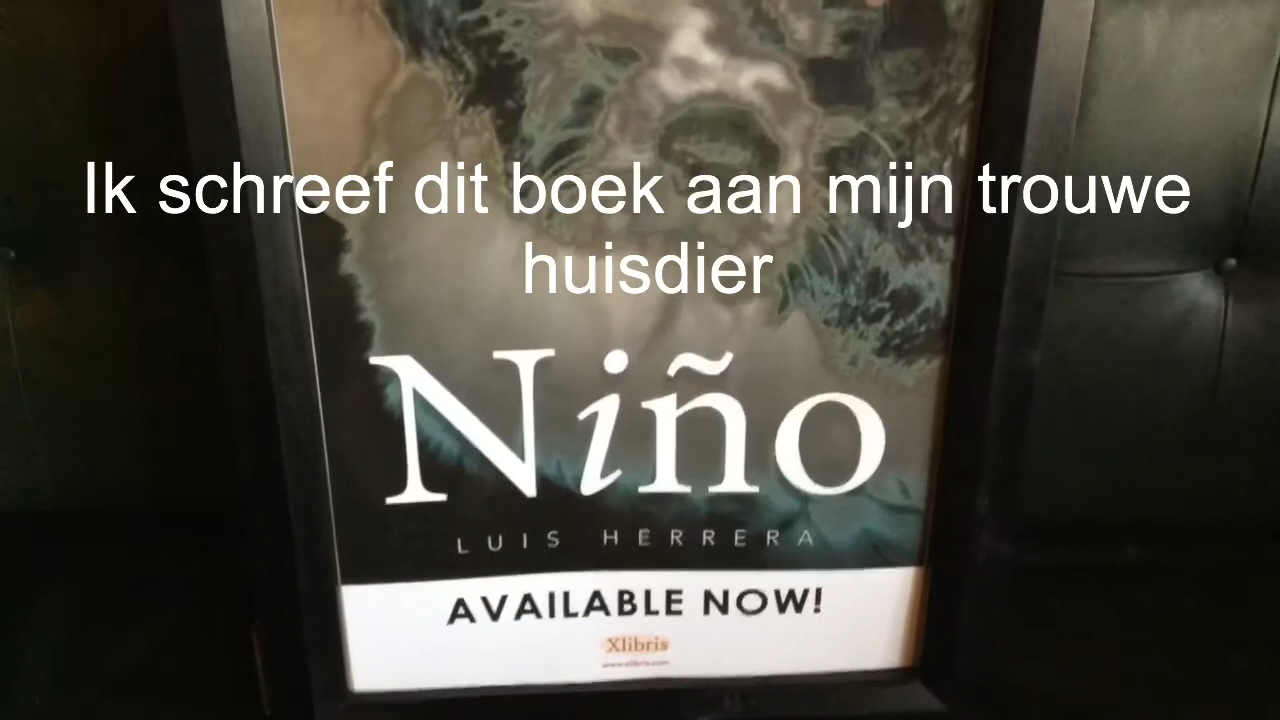 Ik schreef dit boek aan mijn trouwe
huisdier
Niño
LUIS HERRERA
AVAILABLE NOW!
Xlibris
www.xlibris.com